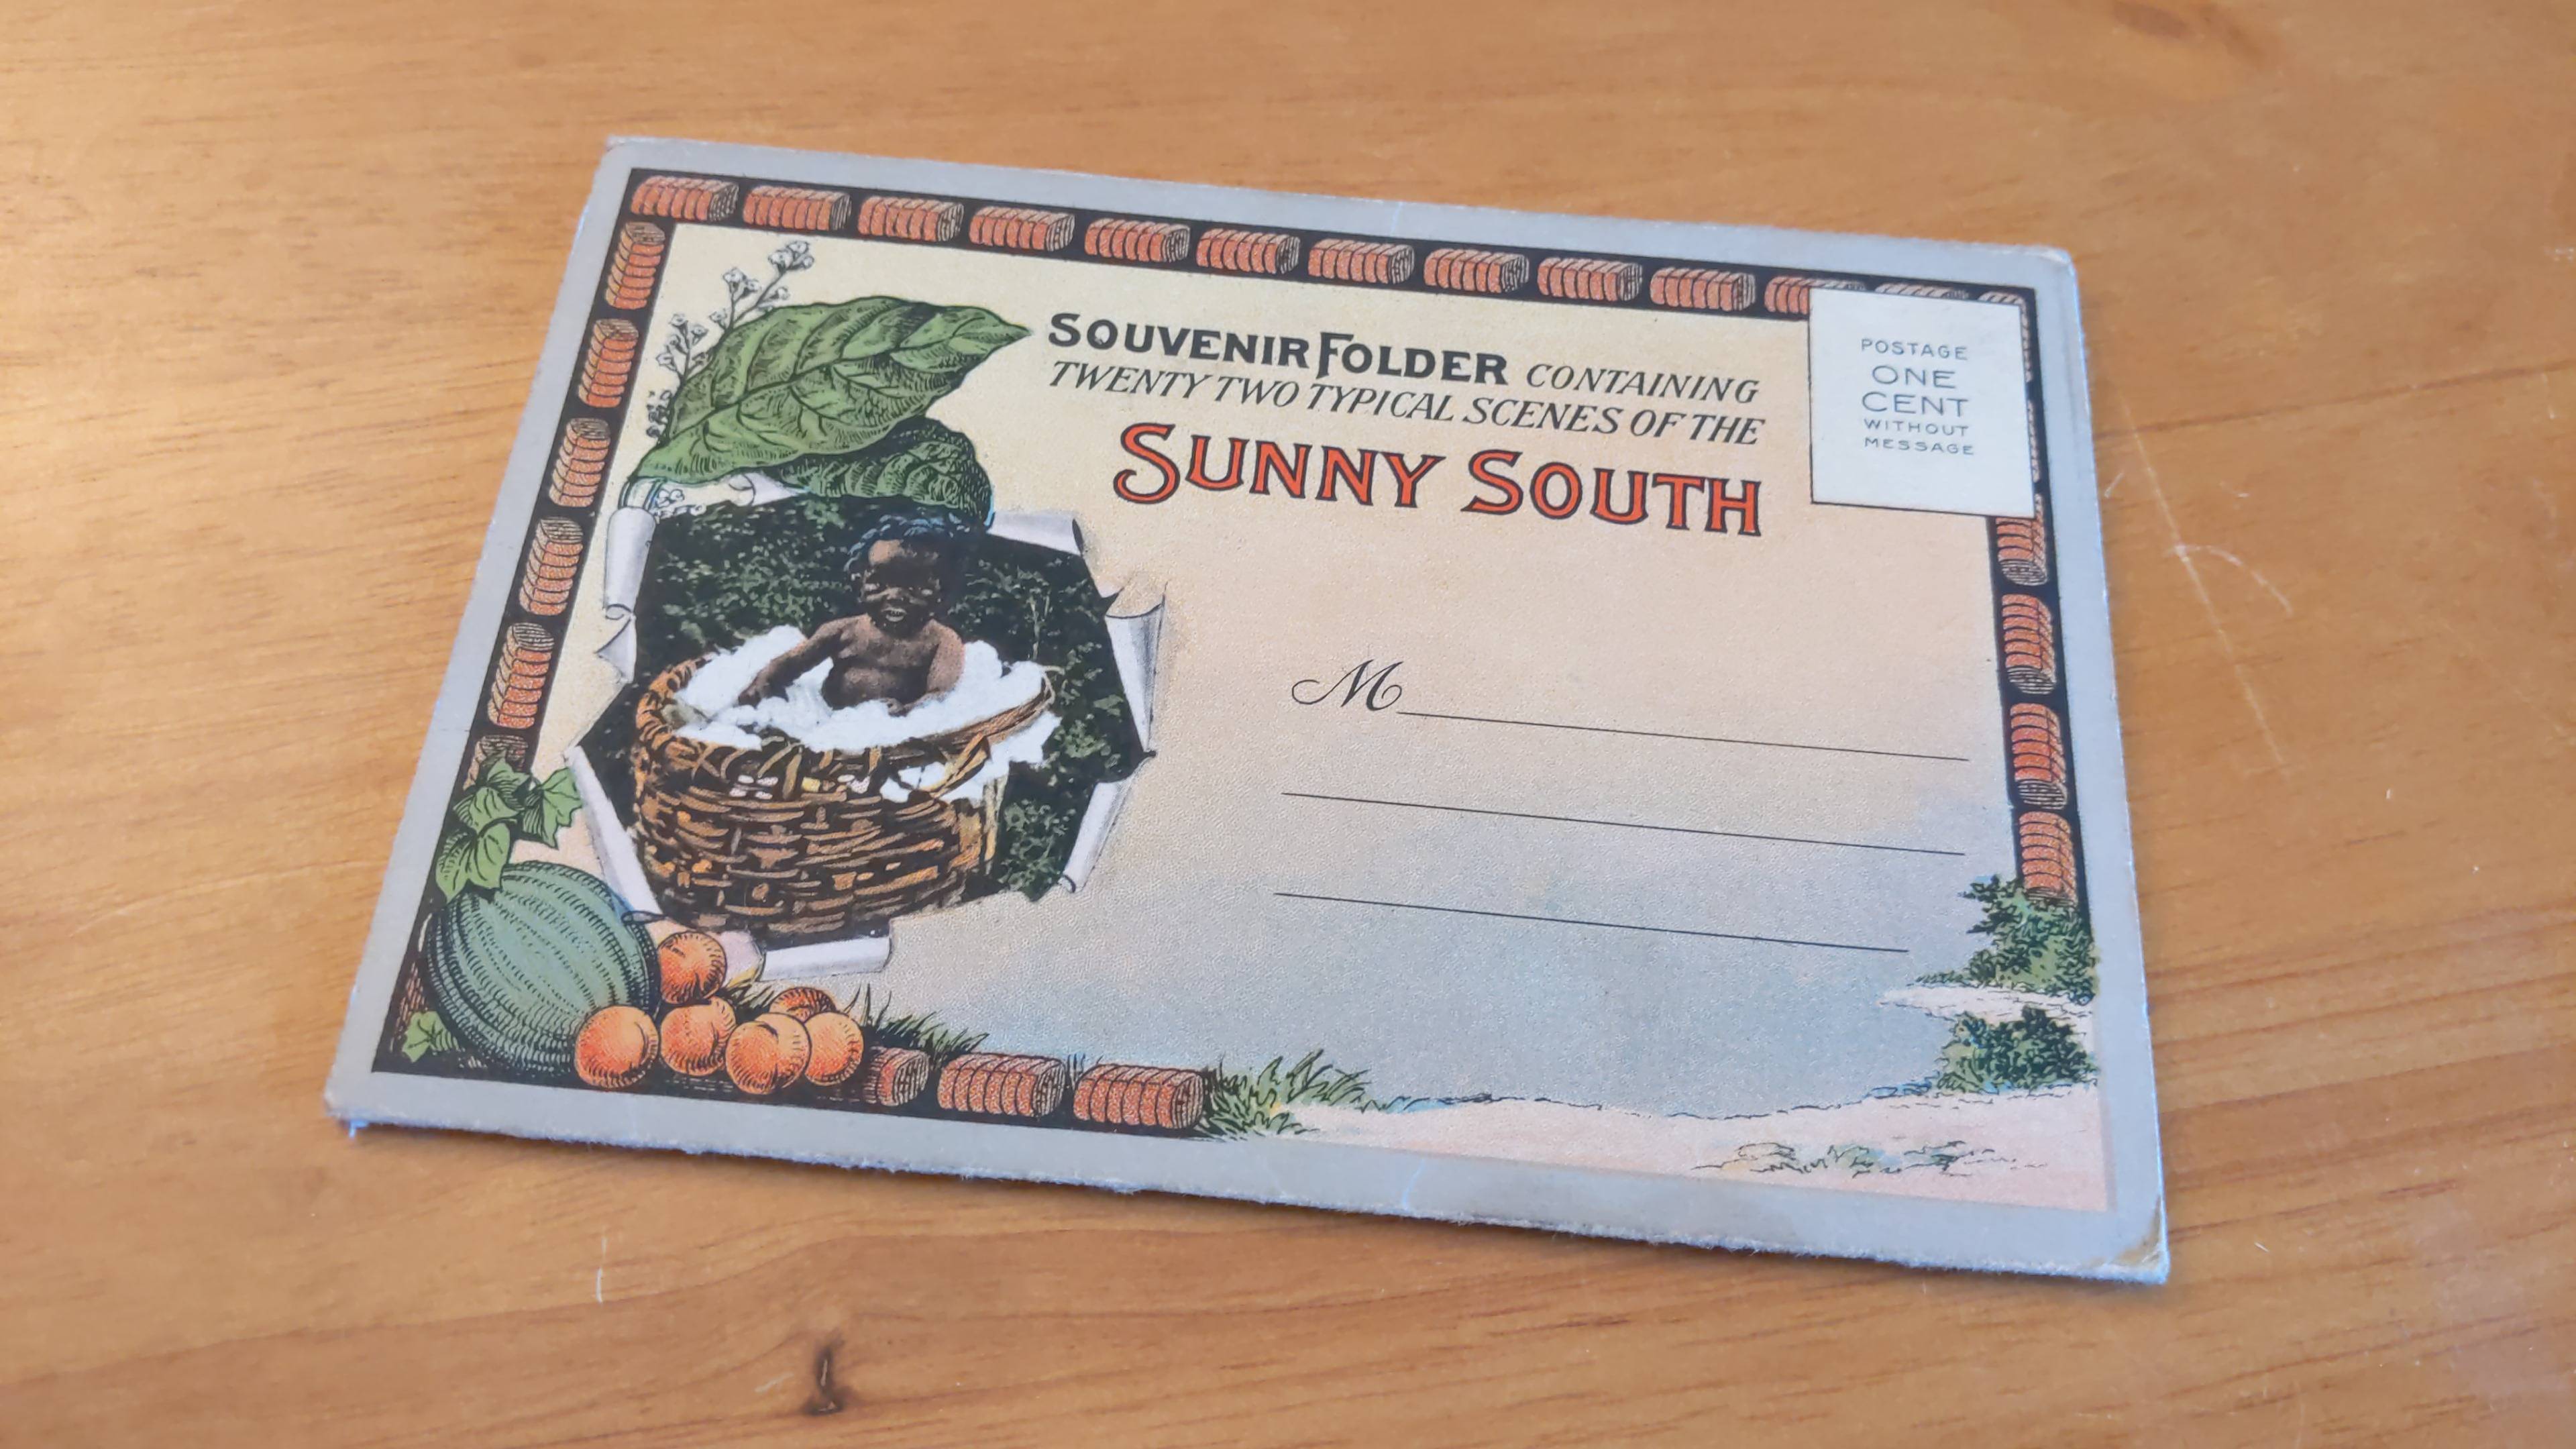 SOUVENIR FOLDER CONTAINING
TWENTY TWO TYPICAL SCENES OF THE
SUNNY SOUTH
POSTAGE
ONE
CENT
WITHOUT
MESSAGE
M